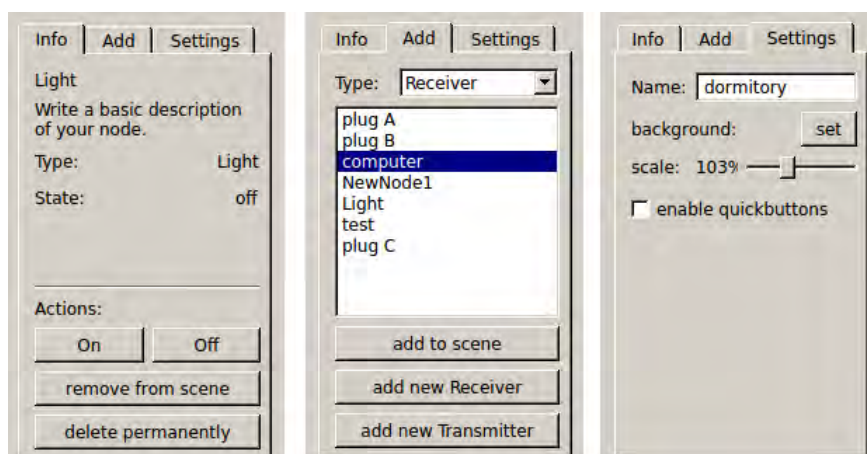 Info Add Settings
Light
Write a basic description
of your node.
Type: Light
State: off
Actions:
On Off
remove from scene
delete permanently
Info Add Settings
Type: Receiver
plug A
plug B
computer
NewNode1
Light
test
plug C
add to scene
add new Receiver
add new Transmitter
Info Add Settings
Name: dormitory
background: set
scale: 103%
enable quickbuttons